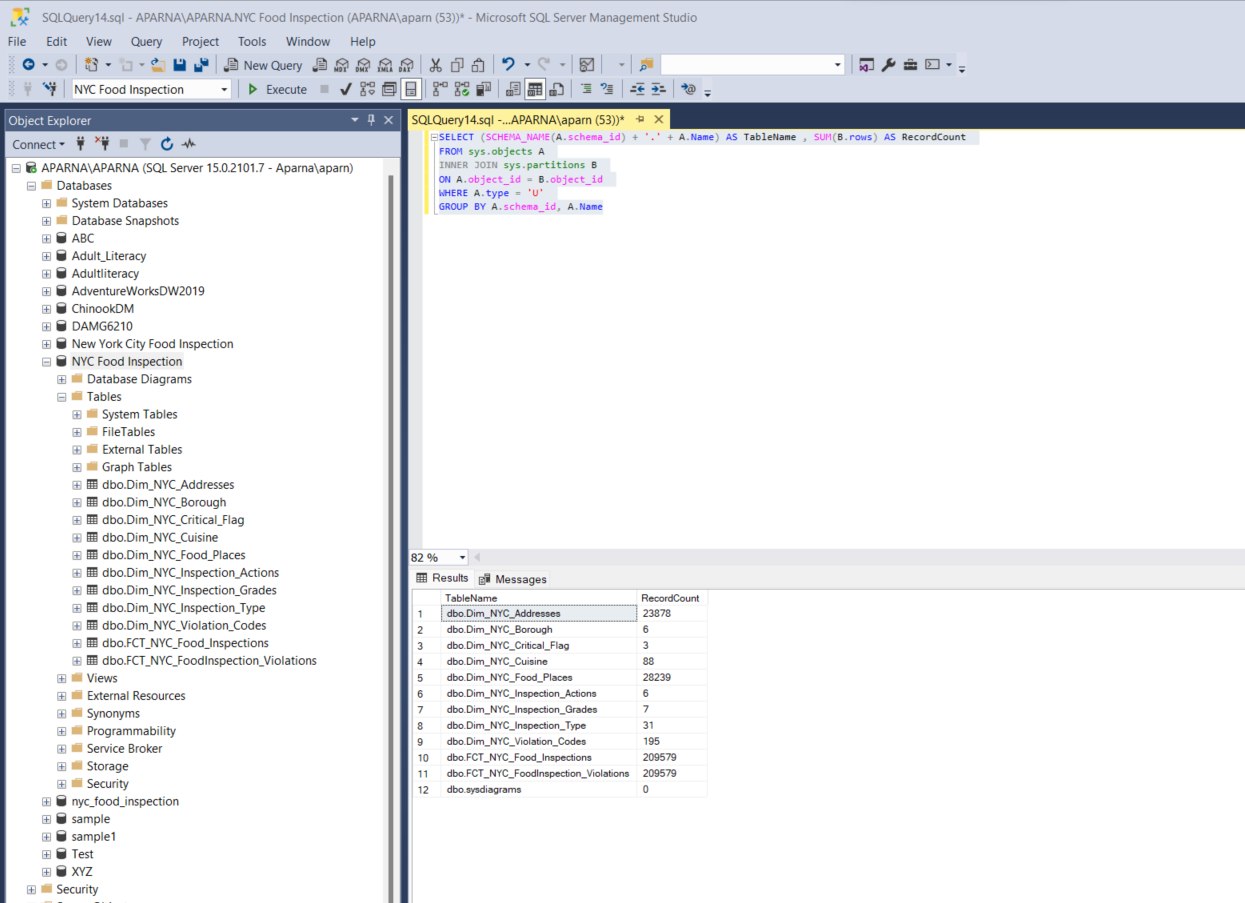 SQLQuery14.sql - APARNA\APARNA.NYC Food Inspection (APARNA\aparn (53))* - Microsoft SQL Server Management Studio
File Edit View Query Project Tools Window Help
New Query MDX DMX XMLA DAX
NYC Food Inspection Execute
Object Explorer
Connect
APARNA\APARNA (SQL Server 15.0.2101.7 - Aparna\aparn)
Databases
System Databases
Database Snapshots
ABC
Adult_Literacy
Adultliteracy
AdventureWorksDW2019
ChinookDM
DAMG6210
New York City Food Inspection
NYC Food Inspection
Database Diagrams
Tables
System Tables
FileTables
External Tables
Graph Tables
dbo.Dim_NYC_Addresses
dbo.Dim_NYC_Borough
dbo.Dim_NYC_Critical_Flag
dbo.Dim_NYC_Cuisine
dbo.Dim_NYC_Food_Places
dbo.Dim_NYC_Inspection_Actions
dbo.Dim_NYC_Inspection_Grades
dbo.Dim_NYC_Inspection_Type
dbo.Dim_NYC_Violation_Codes
dbo.FCT_NYC_Food_Inspections
dbo.FCT_NYC_FoodInspection_Violations
Views
External Resources
Synonyms
Programmability
Service Broker
Storage
Security
nyc_food_inspection
sample
sample1
Test
XYZ
Security
SQLQuery14.sql -...APARNA\aparn (53))*
SELECT (SCHEMA_NAME(A.schema_id) + '.' + A.Name) AS TableName , SUM(B.rows) AS RecordCount
FROM sys.objects A
INNER JOIN sys.partitions B
ON A.object_id = B.object_id
WHERE A.type = 'U'
GROUP BY A.schema_id, A.Name
82 %
Results Messages
TableName RecordCount
1 dbo.Dim_NYC_Addresses 23878
2 dbo.Dim_NYC_Borough 6
3 dbo.Dim_NYC_Critical_Flag 3
4 dbo.Dim_NYC_Cuisine 88
5 dbo.Dim_NYC_Food_Places 28239
6 dbo.Dim_NYC_Inspection_Actions 6
7 dbo.Dim_NYC_Inspection_Grades 7
8 dbo.Dim_NYC_Inspection_Type 31
9 dbo.Dim_NYC_Violation_Codes 195
10 dbo.FCT_NYC_Food_Inspections 209579
11 dbo.FCT_NYC_FoodInspection_Violations 209579
12 dbo.sysdiagrams 0